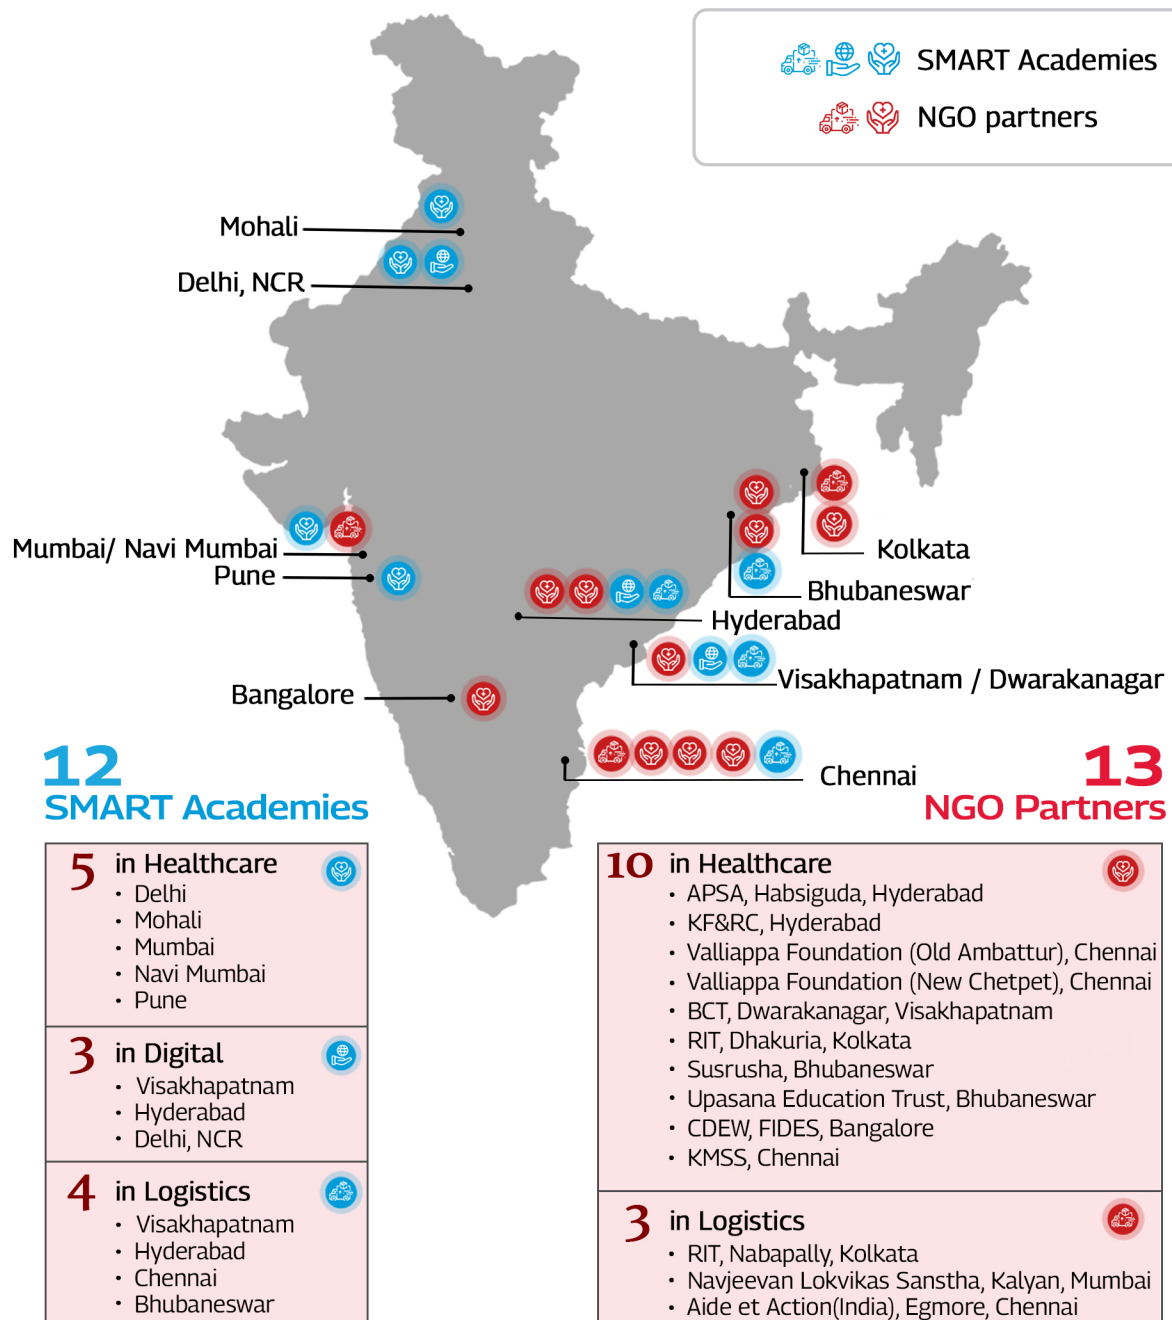 SMART Academies
NGO partners
Mohali
Delhi, NCR
Mumbai/ Navi Mumbai
Pune
Kolkata
Bhubaneswar
Hyderabad
Visakhapatnam / Dwarakanagar
Bangalore
Chennai
12
SMART Academies
5 in Healthcare
• Delhi
• Mohali
• Mumbai
• Navi Mumbai
• Pune
3 in Digital
• Visakhapatnam
• Hyderabad
• Delhi, NCR
4 in Logistics
• Visakhapatnam
• Hyderabad
• Chennai
• Bhubaneswar
13
NGO Partners
10 in Healthcare
• APSA, Habsiguda, Hyderabad
• KF&RC, Hyderabad
• Valliappa Foundation (Old Ambattur), Chennai
• Valliappa Foundation (New Chetpet), Chennai
• BCT, Dwarakanagar, Visakhapatnam
• RIT, Dhakuria, Kolkata
• Susrusha, Bhubaneswar
• Upasana Education Trust, Bhubaneswar
• CDEW, FIDES, Bangalore
• KMSS, Chennai
3 in Logistics
• RIT, Nabapally, Kolkata
• Navjeevan Lokvikas Sanstha, Kalyan, Mumbai
• Aide et Action(India), Egmore, Chennai